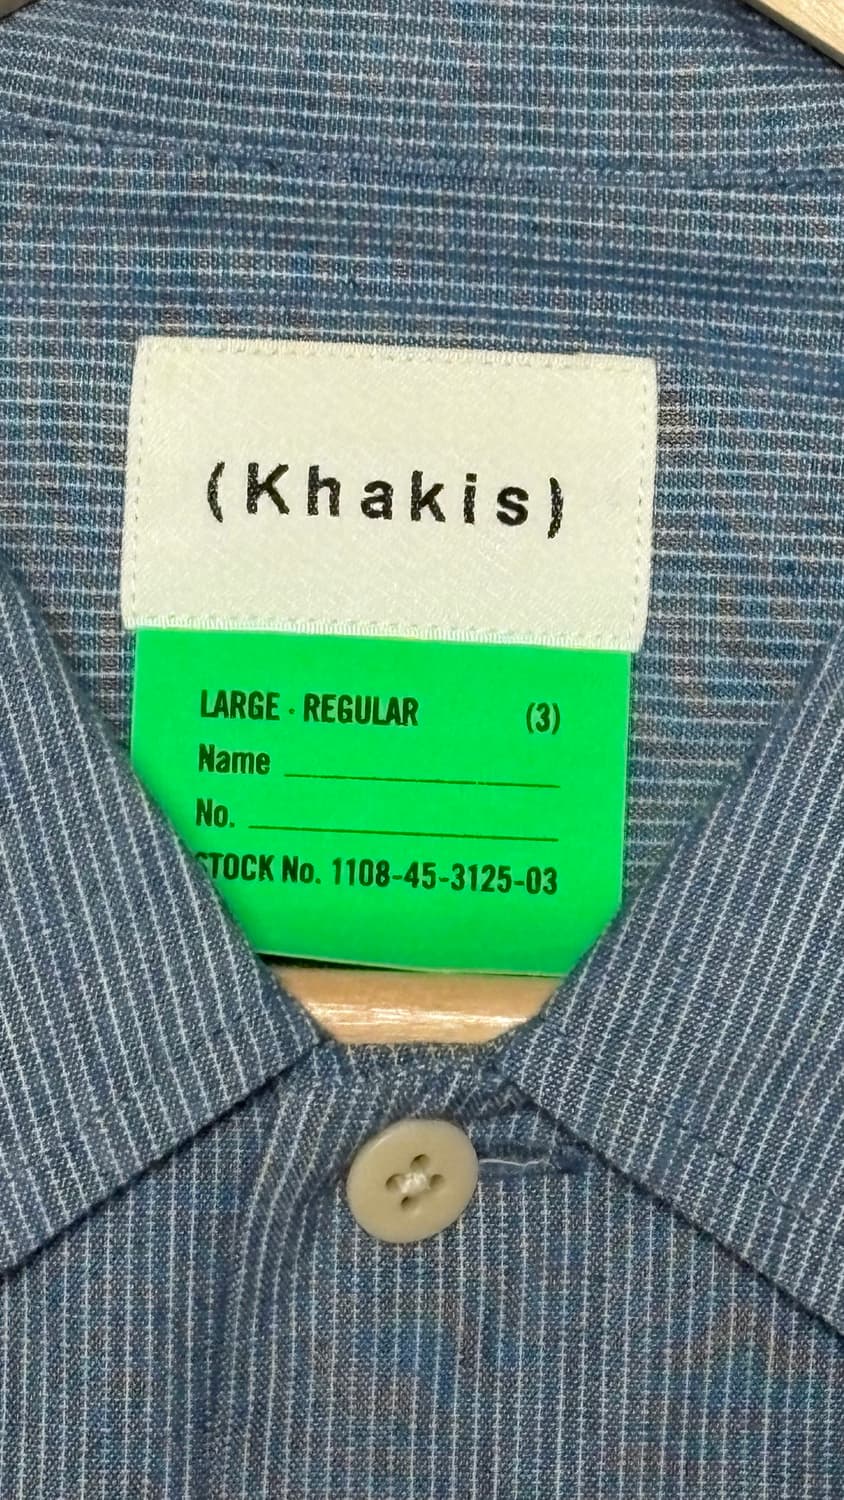 (Khakis)
LARGE · REGULAR (3)
Name
No.
STOCK No. 1108-45-3125-03